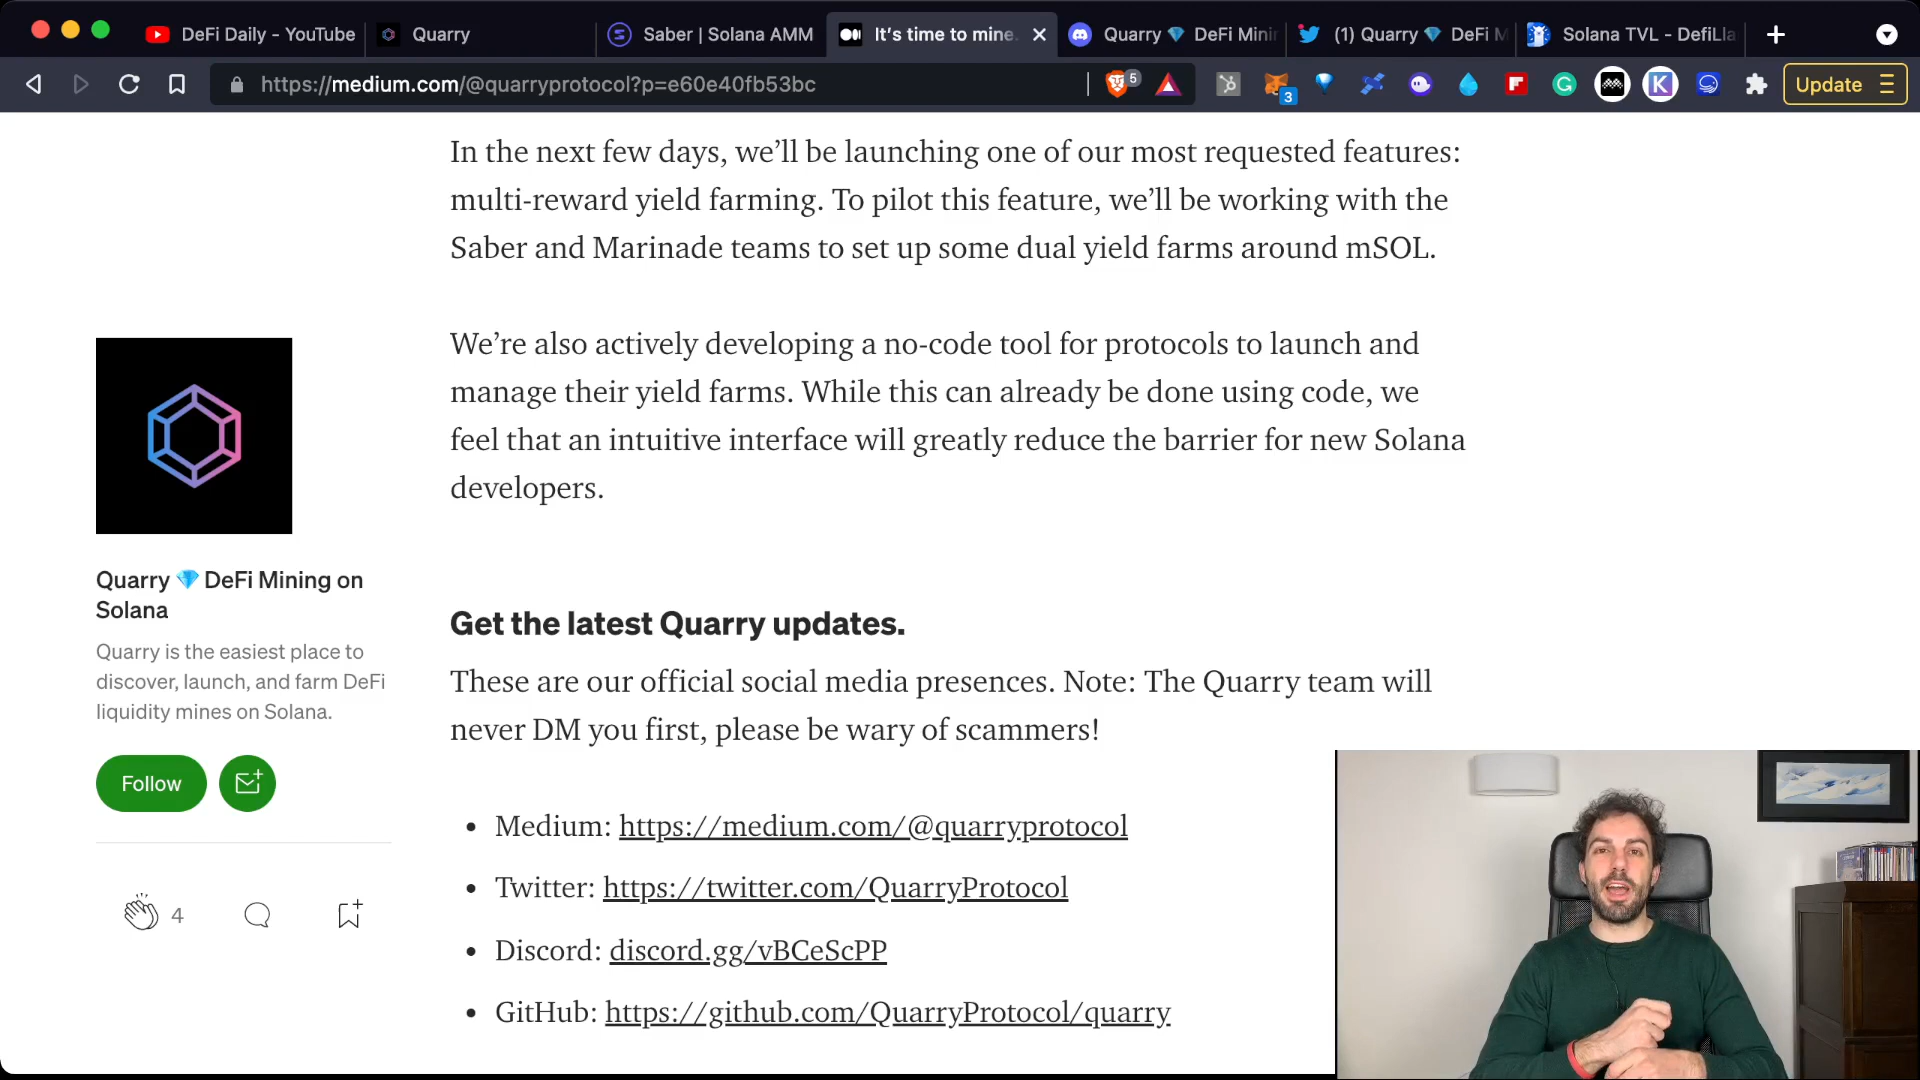 DeFi Daily - YouTube
Quarry
Saber | Solana AMM
It's time to mine.
Quarry 💎 DeFi Mini
(1) Quarry 💎 DeFi M
Solana TVL - DefiLla
https://medium.com/@quarryprotocol?p=e60e40fb53bc
5
3
K
Update
In the next few days, we'll be launching one of our most requested features:
multi-reward yield farming. To pilot this feature, we'll be working with the
Saber and Marinade teams to set up some dual yield farms around mSOL.
We're also actively developing a no-code tool for protocols to launch and
manage their yield farms. While this can already be done using code, we
feel that an intuitive interface will greatly reduce the barrier for new Solana
developers.
Quarry 💎 DeFi Mining on
Solana
Quarry is the easiest place to
discover, launch, and farm DeFi
liquidity mines on Solana.
Follow
4
Get the latest Quarry updates.
These are our official social media presences. Note: The Quarry team will
never DM you first, please be wary of scammers!
• Medium: https://medium.com/@quarryprotocol
• Twitter: https://twitter.com/QuarryProtocol
• Discord: discord.gg/vBCeScPP
• GitHub: https://github.com/QuarryProtocol/quarry